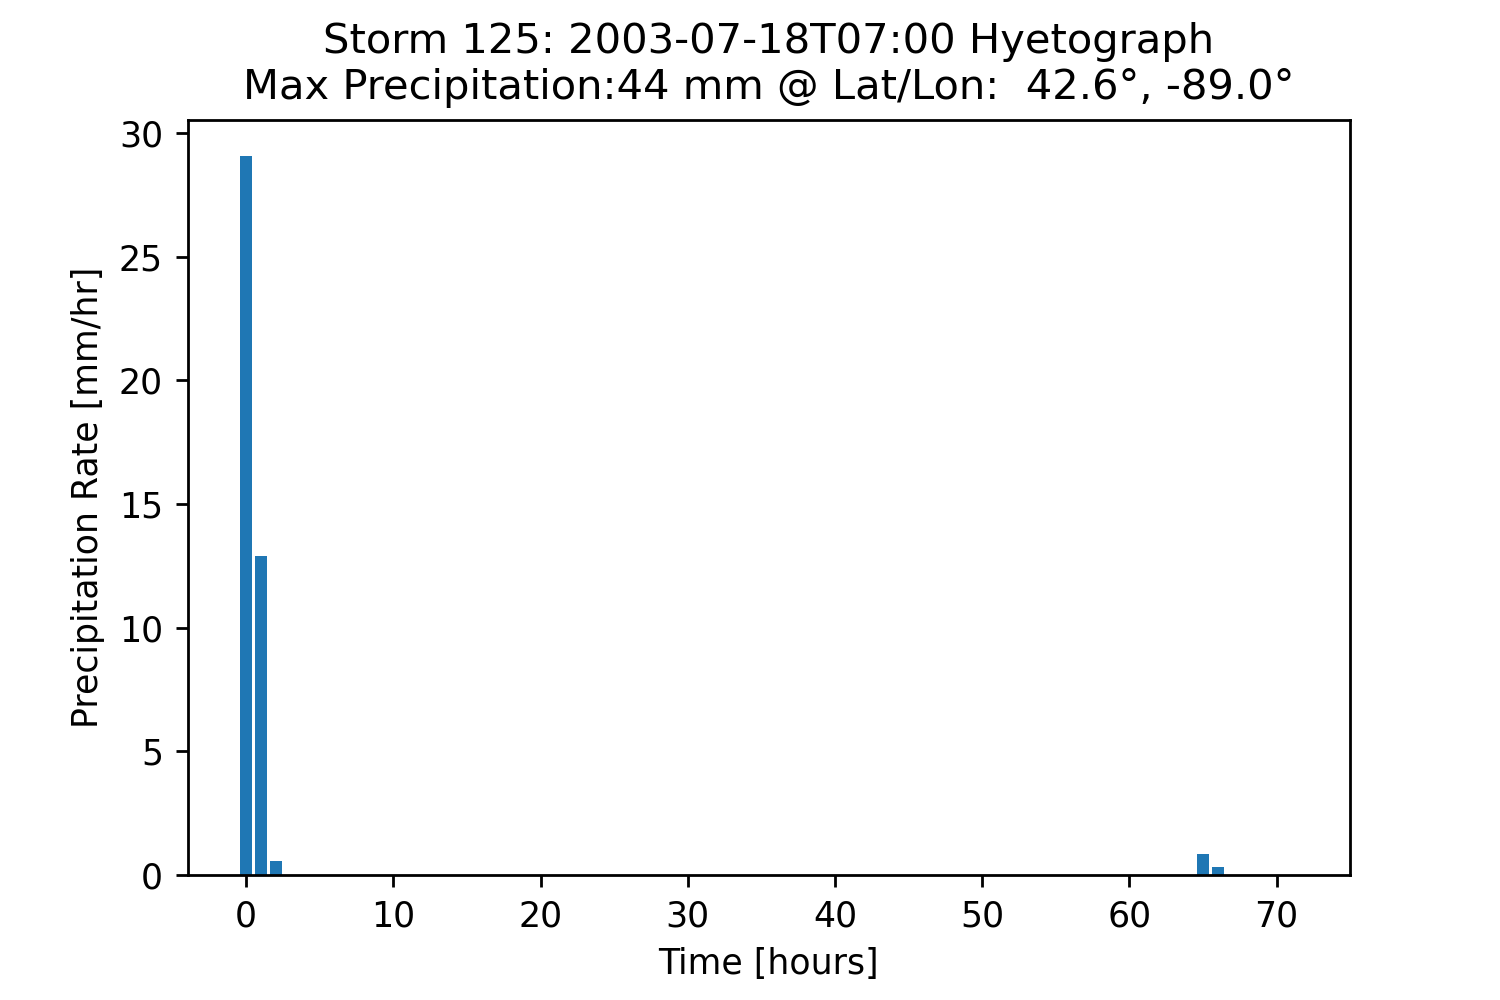 Storm 125: 2003-07-18T07:00 Hyetograph
Max Precipitation:44 mm @ Lat/Lon:  42.6°, -89.0°
30
25
20
15
10
5
0
Precipitation Rate [mm/hr]
0 10 20 30 40 50 60 70
Time [hours]